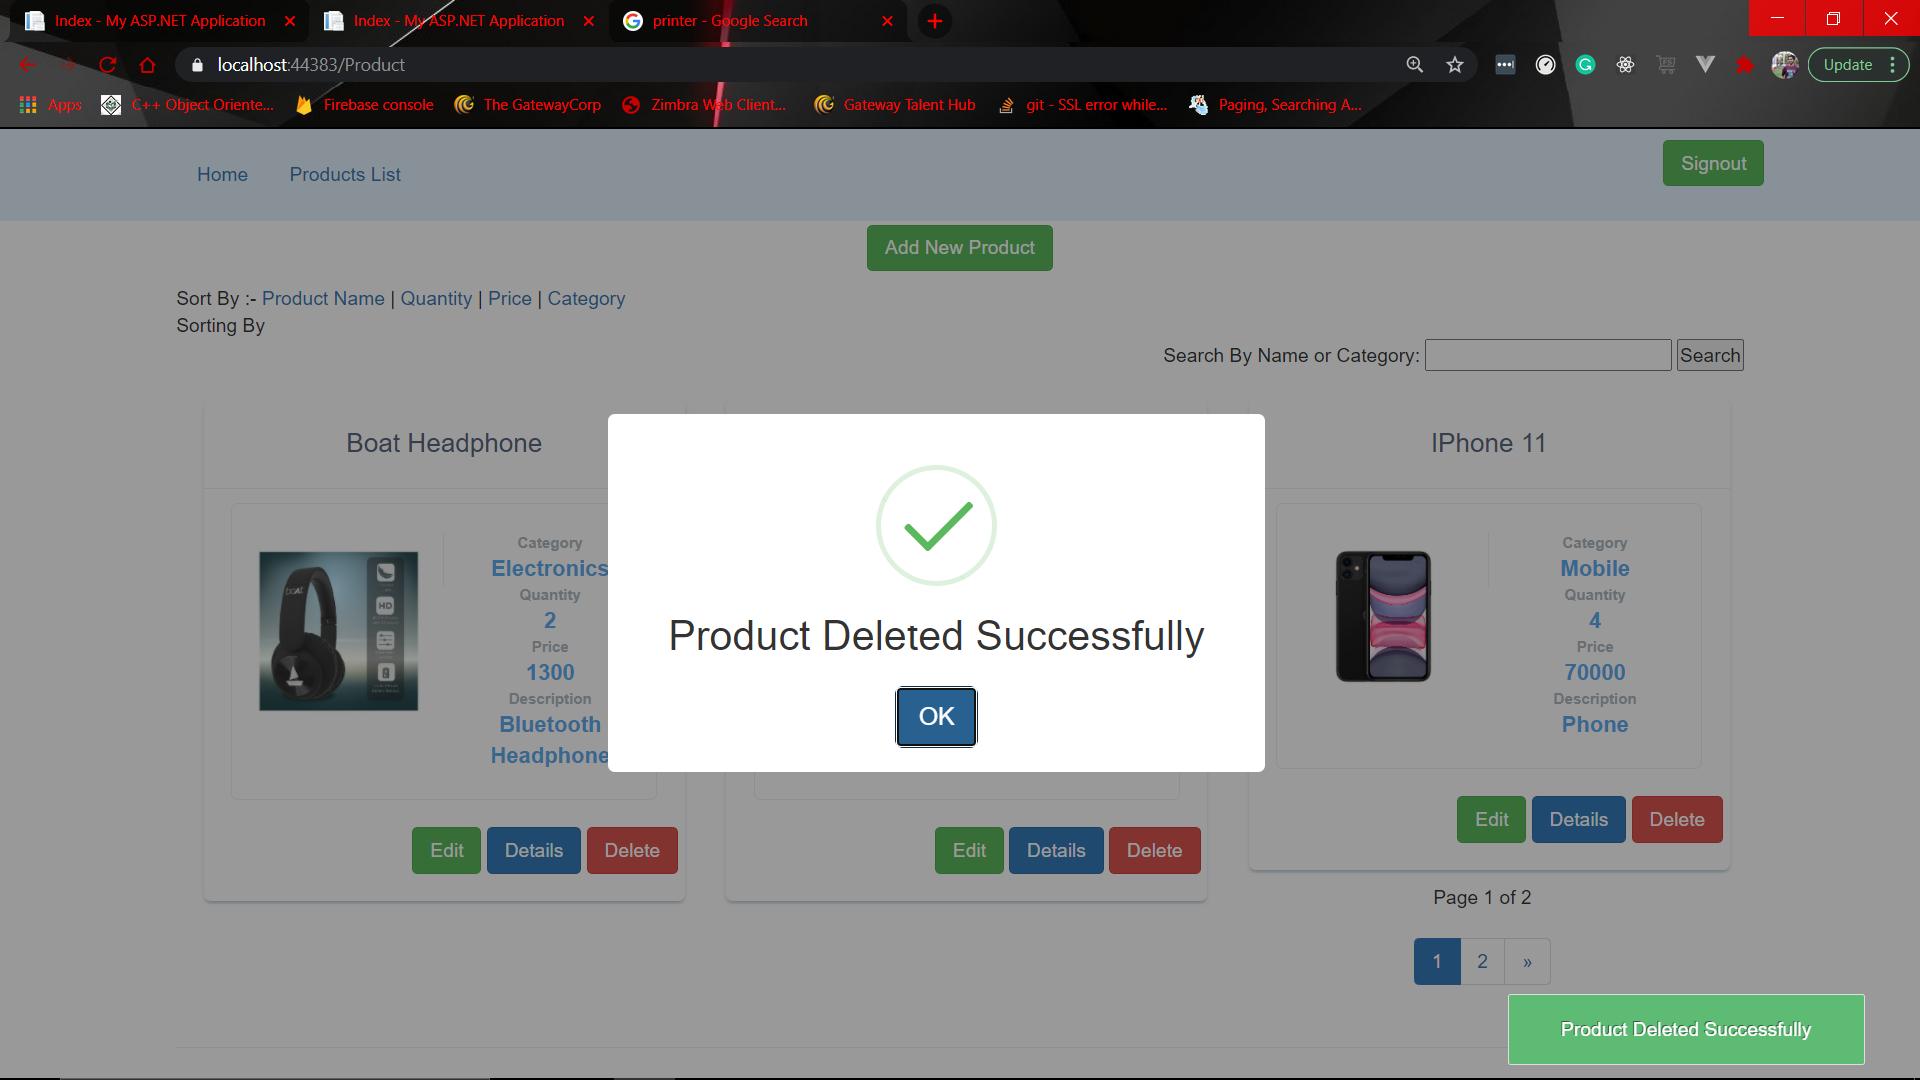 Index - My ASP.NET Application
Index - My ASP.NET Application
printer - Google Search
localhost:44383/Product
Update
Apps
C++ Object Oriente...
Firebase console
The GatewayCorp
Zimbra Web Client...
Gateway Talent Hub
git - SSL error while...
Paging, Searching A...
Home
Products List
Signout
Add New Product
Sort By :- Product Name | Quantity | Price | Category
Sorting By
Search By Name or Category:
Search
Boat Headphone
Category
Electronics
Quantity
2
Price
1300
Description
Bluetooth
Headphone
boAt
HD
Edit
Details
Delete
Product Deleted Successfully
OK
Edit
Details
Delete
IPhone 11
Category
Mobile
Quantity
4
Price
70000
Description
Phone
Edit
Details
Delete
Page 1 of 2
1
2
»
Product Deleted Successfully